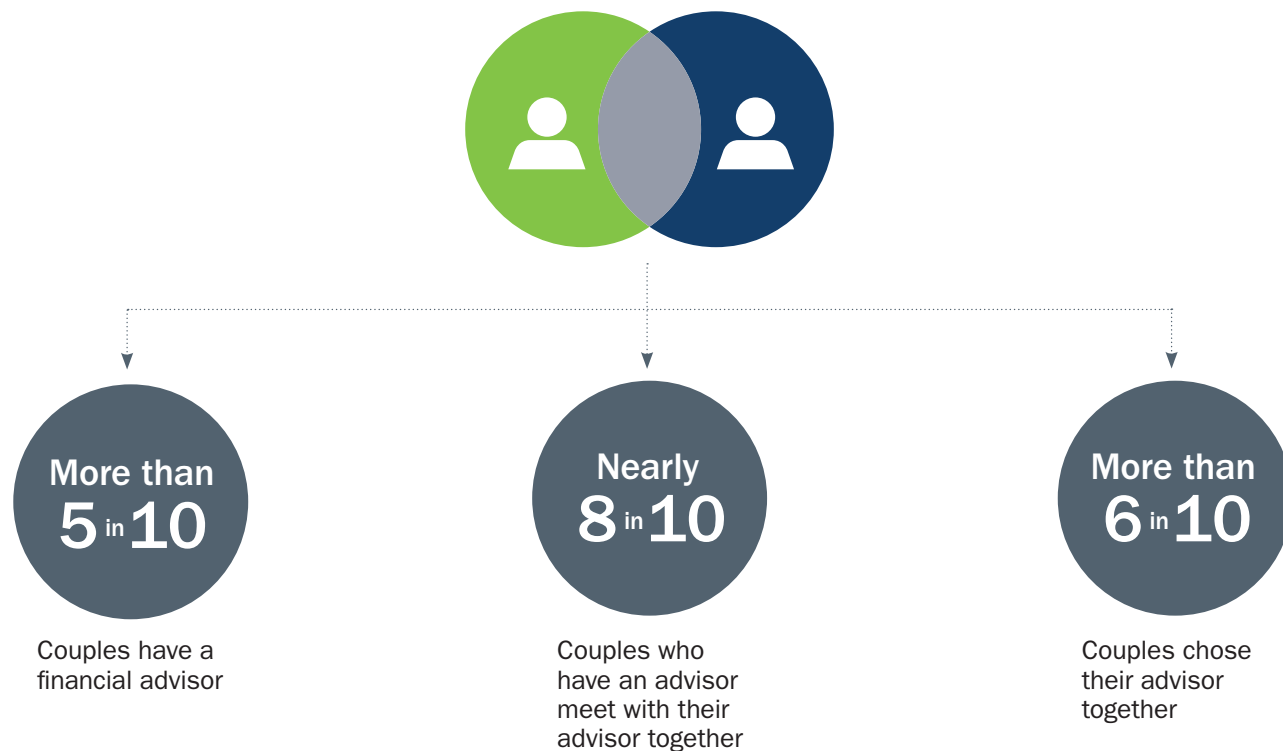 More than
5 in 10
Couples have a
financial advisor
Nearly
8 in 10
Couples who
have an advisor
meet with their
advisor together
More than
6 in 10
Couples chose
their advisor
together